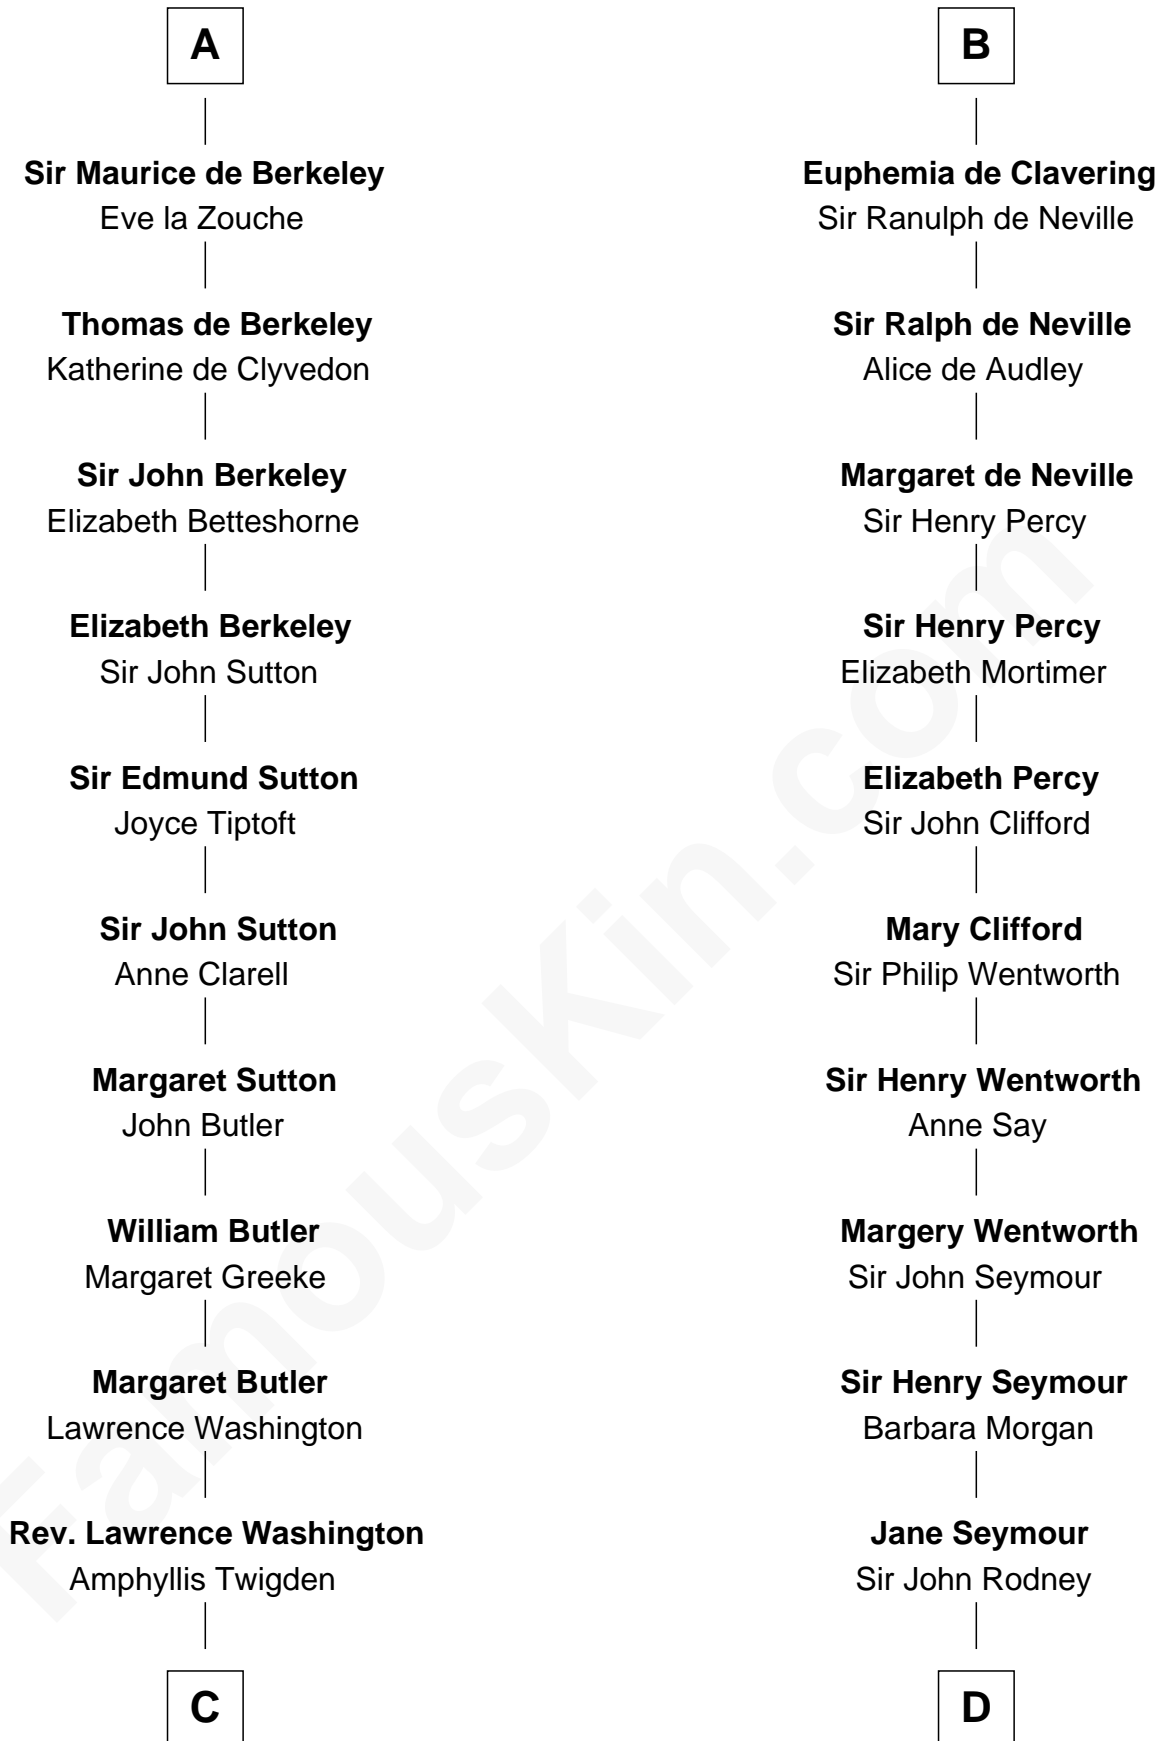 A
Sir Maurice de Berkeley
Eve la Zouche
Thomas de Berkeley
Katherine de Clyvedon
Sir John Berkeley
Elizabeth Betteshorne
Elizabeth Berkeley
Sir John Sutton
Sir Edmund Sutton
Joyce Tiptoft
Sir John Sutton
Anne Clarell
Margaret Sutton
John Butler
William Butler
Margaret Greeke
Margaret Butler
Lawrence Washington
Rev. Lawrence Washington
Amphyllis Twigden
C
B
Euphemia de Clavering
Sir Ranulph de Neville
Sir Ralph de Neville
Alice de Audley
Margaret de Neville
Sir Henry Percy
Sir Henry Percy
Elizabeth Mortimer
Elizabeth Percy
Sir John Clifford
Mary Clifford
Sir Philip Wentworth
Sir Henry Wentworth
Anne Say
Margery Wentworth
Sir John Seymour
Sir Henry Seymour
Barbara Morgan
Jane Seymour
Sir John Rodney
D
FamousKin.com